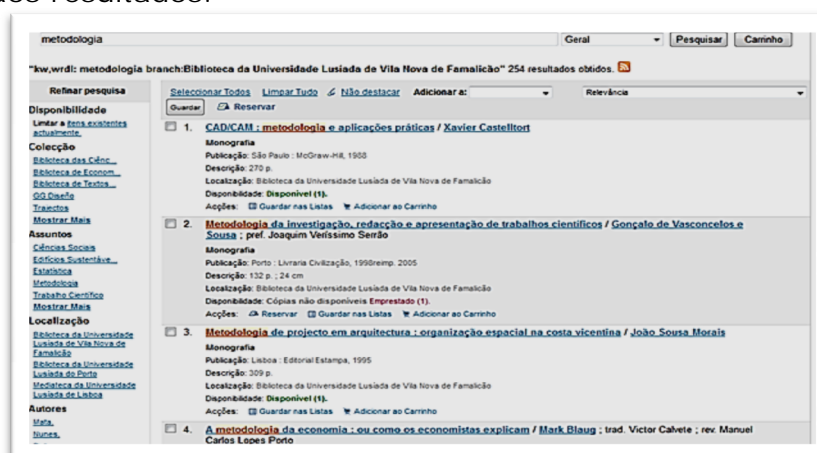 dos resultados.
metodologia Geral Pesquisar Carrinho
"kw,wrdl: metodologia branch:Biblioteca da Universidade Lusiada de Vila Nova de Famalicão" 254 resultados obtidos.
Refinar pesquisa
Disponibilidade
Limitar a itens existentes
actualmente.
Colecção
Biblioteca das Ciênc...
Biblioteca de Econom...
Biblioteca de Textos...
GG Diseño
Trajectos
Mostrar Mais
Assuntos
Ciências Sociais
Edifícios Sustentáve...
Estatística
Metodologia
Trabalho Científico
Mostrar Mais
Localização
Biblioteca da Universidade
Lusíada de Vila Nova de
Famalicão
Biblioteca da Universidade
Lusíada do Porto
Mediateca da Universidade
Lusíada de Lisboa
Autores
Mata,
Nunes,
Seleccionar Todos Limpar Tudo Não destacar Adicionar a: Relevância
Guardar Reservar
1. CAD/CAM : metodologia e aplicações práticas / Xavier Castelltort
Monografia
Publicação: São Paulo : McGraw-Hill, 1988
Descrição: 270 p.
Localização: Biblioteca da Universidade Lusíada de Vila Nova de Famalicão
Disponibilidade: Disponível (1).
Acções: Guardar nas Listas Adicionar ao Carrinho
2. Metodologia da investigação, redacção e apresentação de trabalhos científicos / Gonçalo de Vasconcelos e
Sousa ; pref. Joaquim Veríssimo Serrão
Monografia
Publicação: Porto : Livraria Civilização, 1998reimp. 2005
Descrição: 132 p. ; 24 cm
Localização: Biblioteca da Universidade Lusíada de Vila Nova de Famalicão
Disponibilidade: Cópias não disponíveis Emprestado (1).
Acções: Reservar Guardar nas Listas Adicionar ao Carrinho
3. Metodologia de projecto em arquitectura : organização espacial na costa vicentina / João Sousa Morais
Monografia
Publicação: Lisboa : Editorial Estampa, 1995
Descrição: 309 p.
Localização: Biblioteca da Universidade Lusíada de Vila Nova de Famalicão
Disponibilidade: Disponível (1).
Acções: Guardar nas Listas Adicionar ao Carrinho
4. A metodologia da economia : ou como os economistas explicam / Mark Blaug ; trad. Victor Calvete ; rev. Manuel
Carlos Lopes Porto